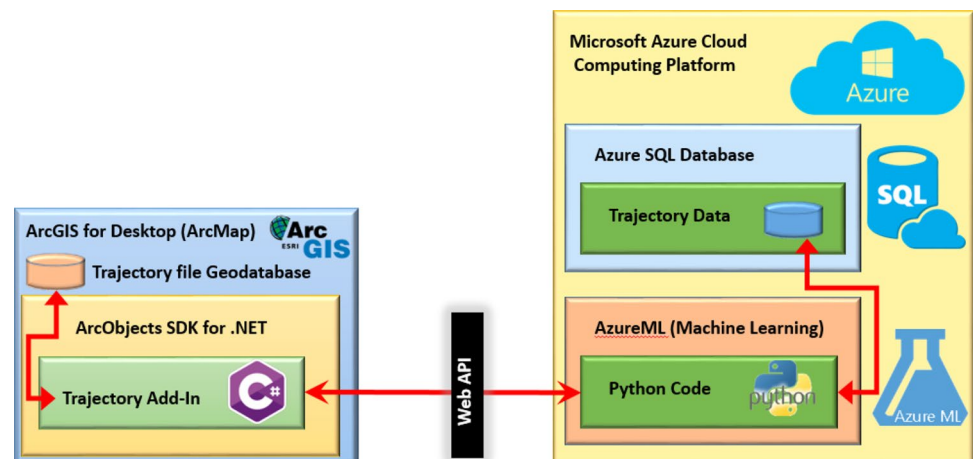 Microsoft Azure Cloud
Computing Platform
Azure
Azure SQL Database
SQL
Trajectory Data
ArcGIS for Desktop (ArcMap)
Arc
ESRI GIS
Trajectory file Geodatabase
ArcObjects SDK for .NET
Trajectory Add-In
C#
Web API
AzureML (Machine Learning)
Python Code
python
Azure ML